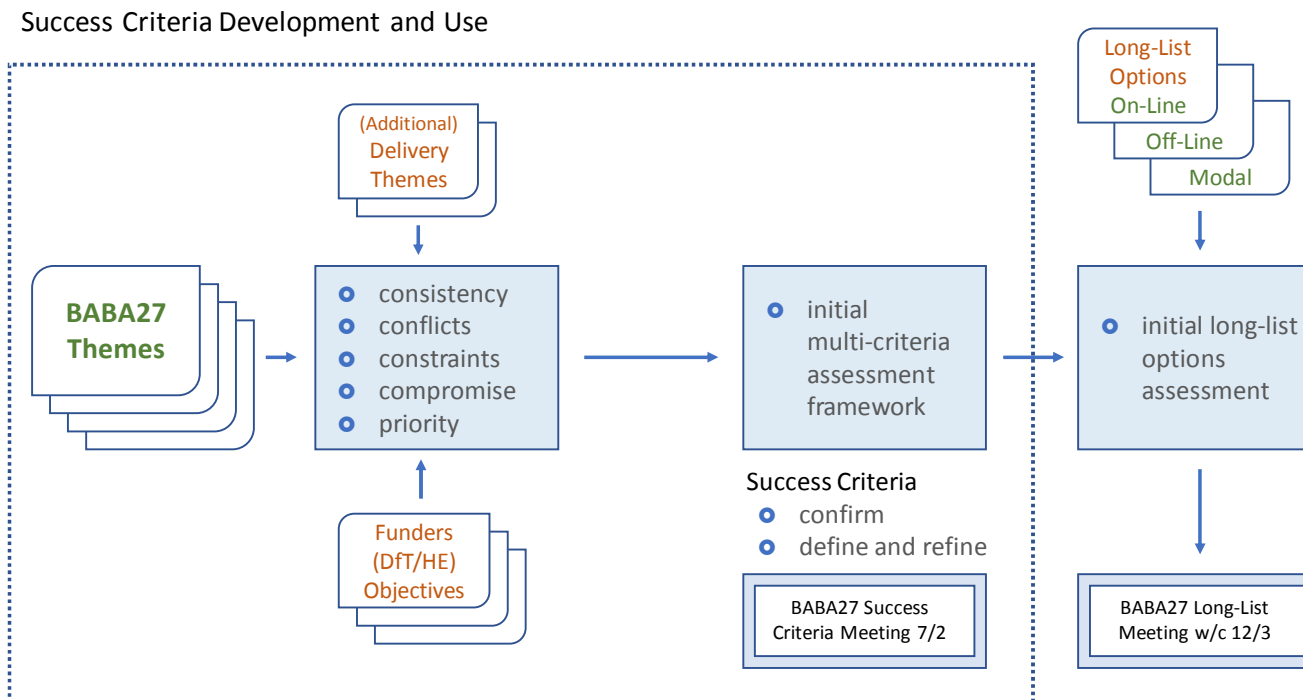 Success Criteria Development and Use
Long-List
Options
On-Line
Off-Line
Modal
(Additional)
Delivery
Themes
BABA27
Themes
consistency
conflicts
constraints
compromise
priority
Funders
(DfT/HE)
Objectives
initial
multi-criteria
assessment
framework
Success Criteria
confirm
define and refine
BABA27 Success
Criteria Meeting 7/2
initial long-list
options
assessment
BABA27 Long-List
Meeting w/c 12/3